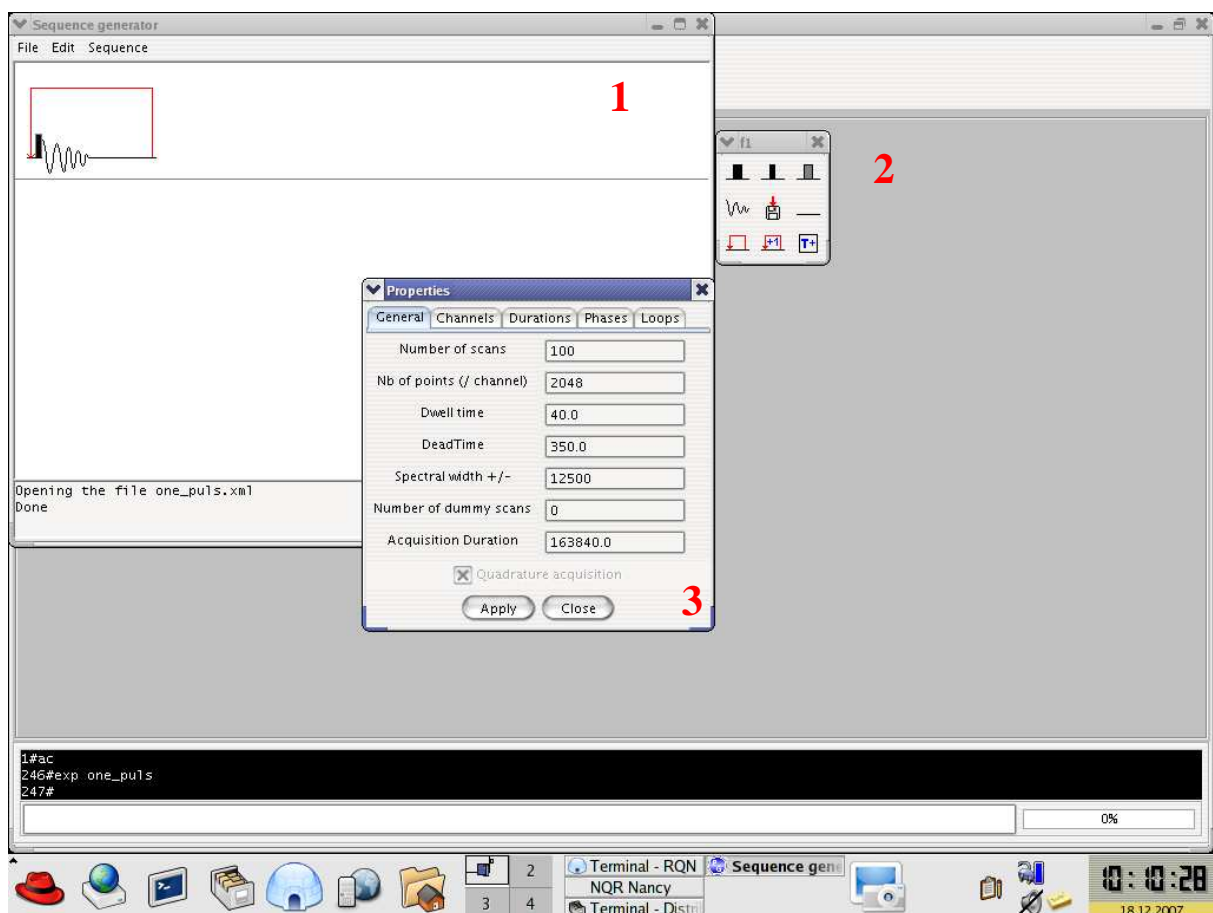 Sequence generator
File Edit Sequence
1
f1
2
+1
T+
Properties
General Channels Durations Phases Loops
Number of scans 100
Nb of points (/ channel) 2048
Dwell time 40.0
DeadTime 350.0
Spectral width +/- 12500
Number of dummy scans 0
Acquisition Duration 163840.0
Quadrature acquisition
Apply Close
3
Opening the file one_puls.xml
Done
1#ac
246#exp one_puls
247#
0%
2
3 4
Terminal - RQN
NQR Nancy
Terminal - Distri
Sequence gene
10:10:28
18.12.2007